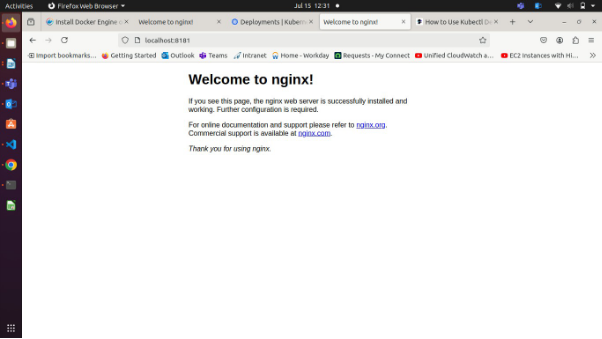 Activities
Firefox Web Browser
Jul 15 12:31
Install Docker Engine o
Welcome to nginx!
Deployments | Kubern
Welcome to nginx!
How to Use Kubectl De
localhost:8181
Import bookmarks...
Getting Started
Outlook
Teams
Intranet
Home - Workday
Requests - My Connect
Unified CloudWatch a...
EC2 Instances with Hi...
Welcome to nginx!
If you see this page, the nginx web server is successfully installed and
working. Further configuration is required.
For online documentation and support please refer to nginx.org.
Commercial support is available at nginx.com.
Thank you for using nginx.